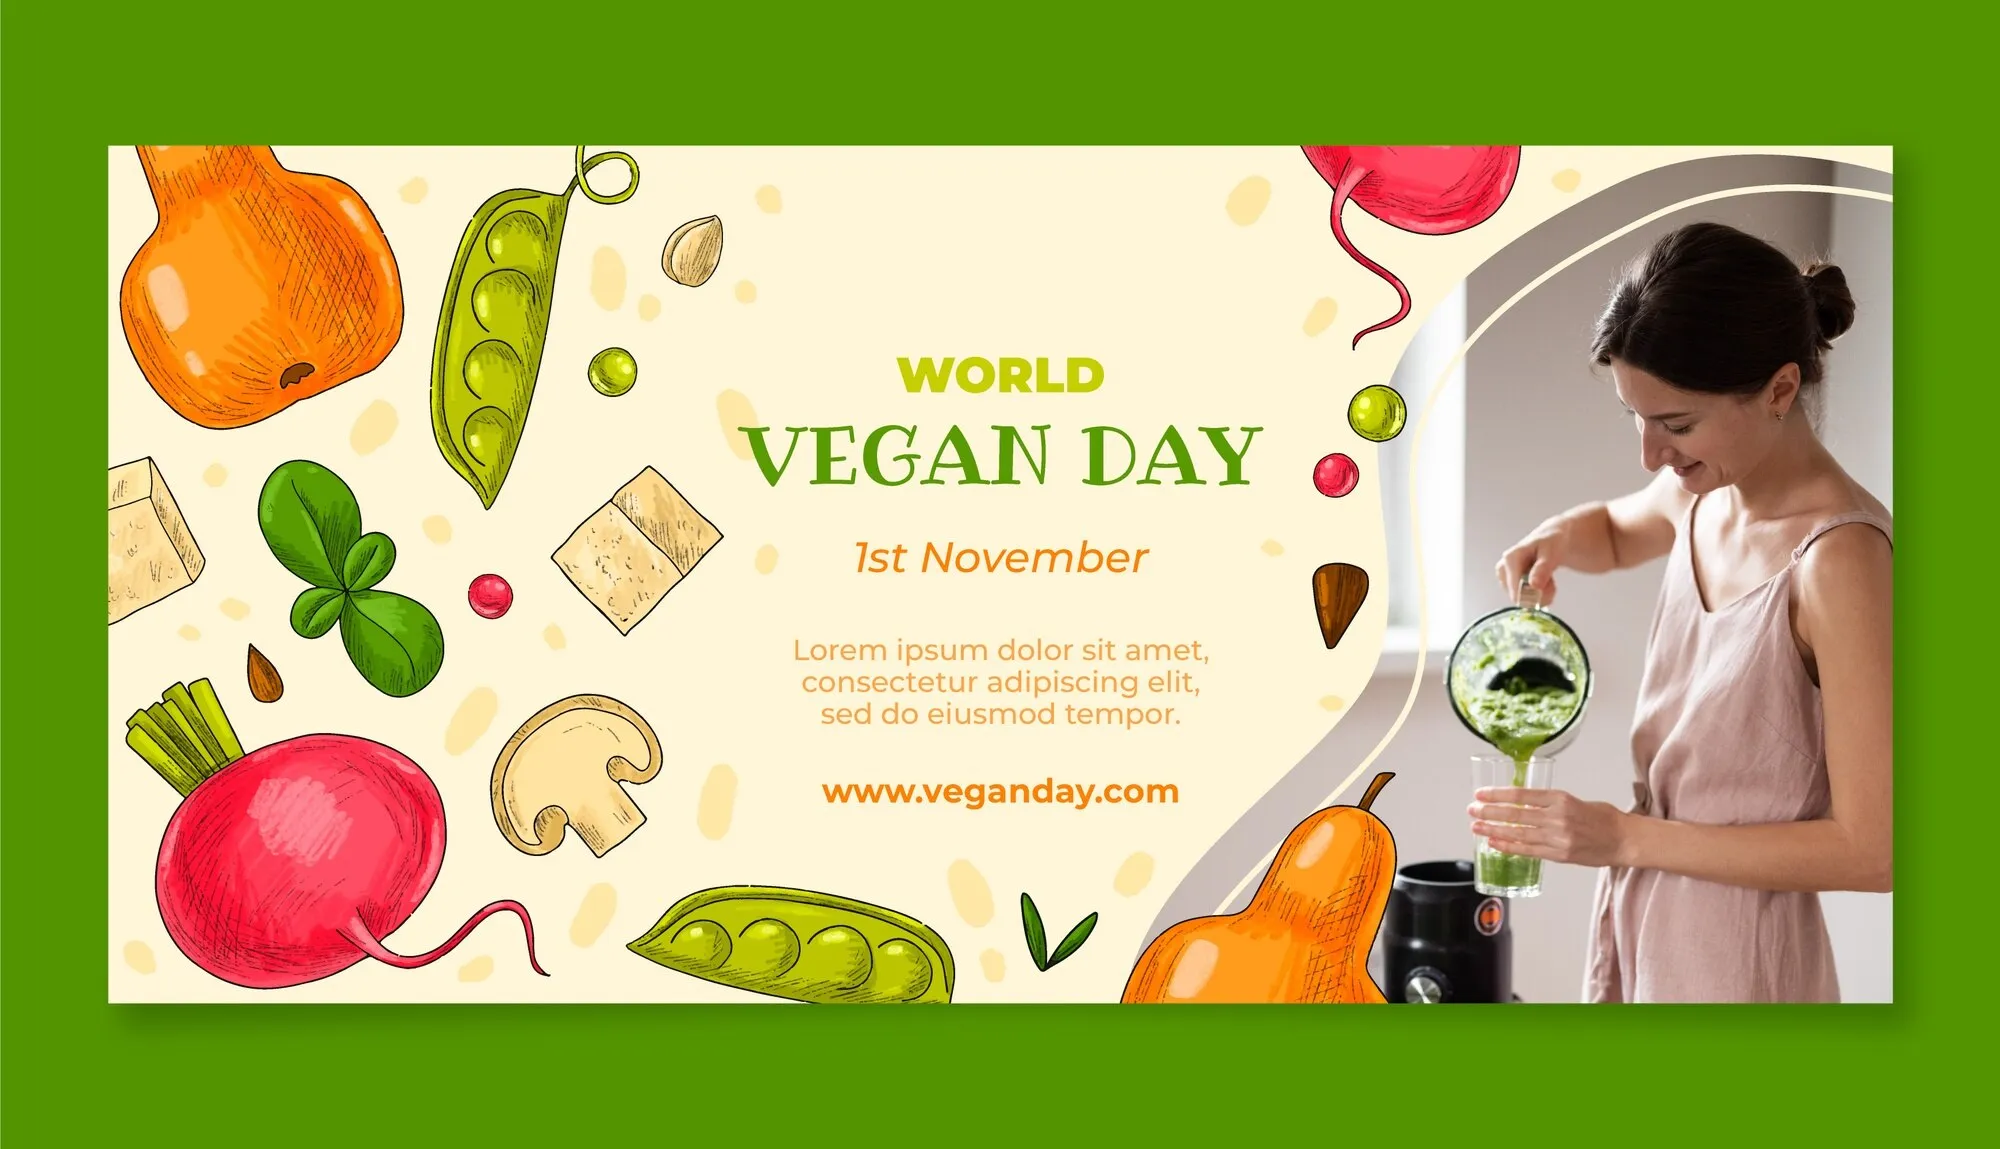 WORLD
VEGAN DAY
1st November
Lorem ipsum dolor sit amet,
consectetur adipiscing elit,
sed do eiusmod tempor.
www.veganday.com